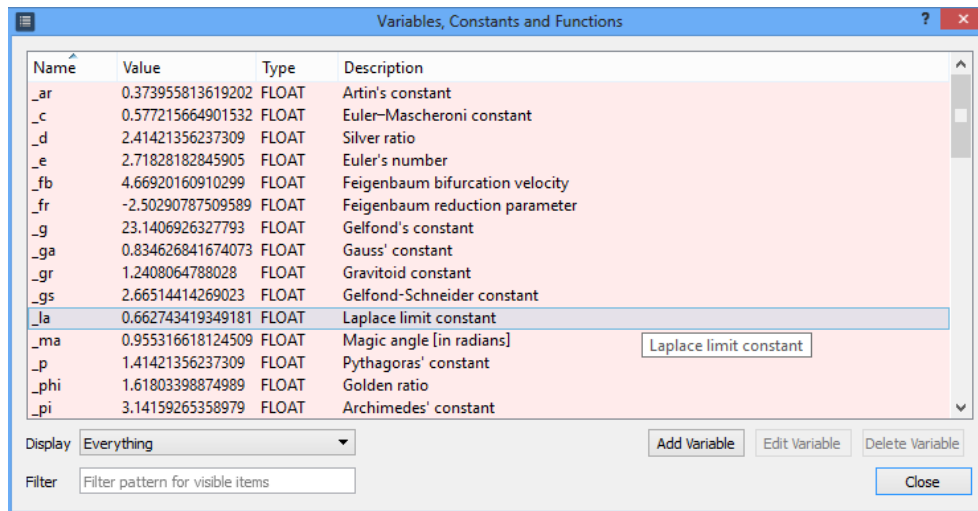 Variables, Constants and Functions ? ×
Name Value Type Description
_ar 0.373955813619202 FLOAT Artin's constant
_c 0.577215664901532 FLOAT Euler–Mascheroni constant
_d 2.41421356237309 FLOAT Silver ratio
_e 2.71828182845905 FLOAT Euler's number
_fb 4.66920160910299 FLOAT Feigenbaum bifurcation velocity
_fr -2.50290787509589 FLOAT Feigenbaum reduction parameter
_g 23.1406926327793 FLOAT Gelfond's constant
_ga 0.834626841674073 FLOAT Gauss' constant
_gr 1.2408064788028 FLOAT Gravitoid constant
_gs 2.66514414269023 FLOAT Gelfond-Schneider constant
_la 0.662743419349181 FLOAT Laplace limit constant
_ma 0.955316618124509 FLOAT Magic angle [in radians]
Laplace limit constant
_p 1.41421356237309 FLOAT Pythagoras' constant
_phi 1.61803398874989 FLOAT Golden ratio
_pi 3.14159265358979 FLOAT Archimedes' constant
Display Everything Add Variable Edit Variable Delete Variable
Filter Filter pattern for visible items Close